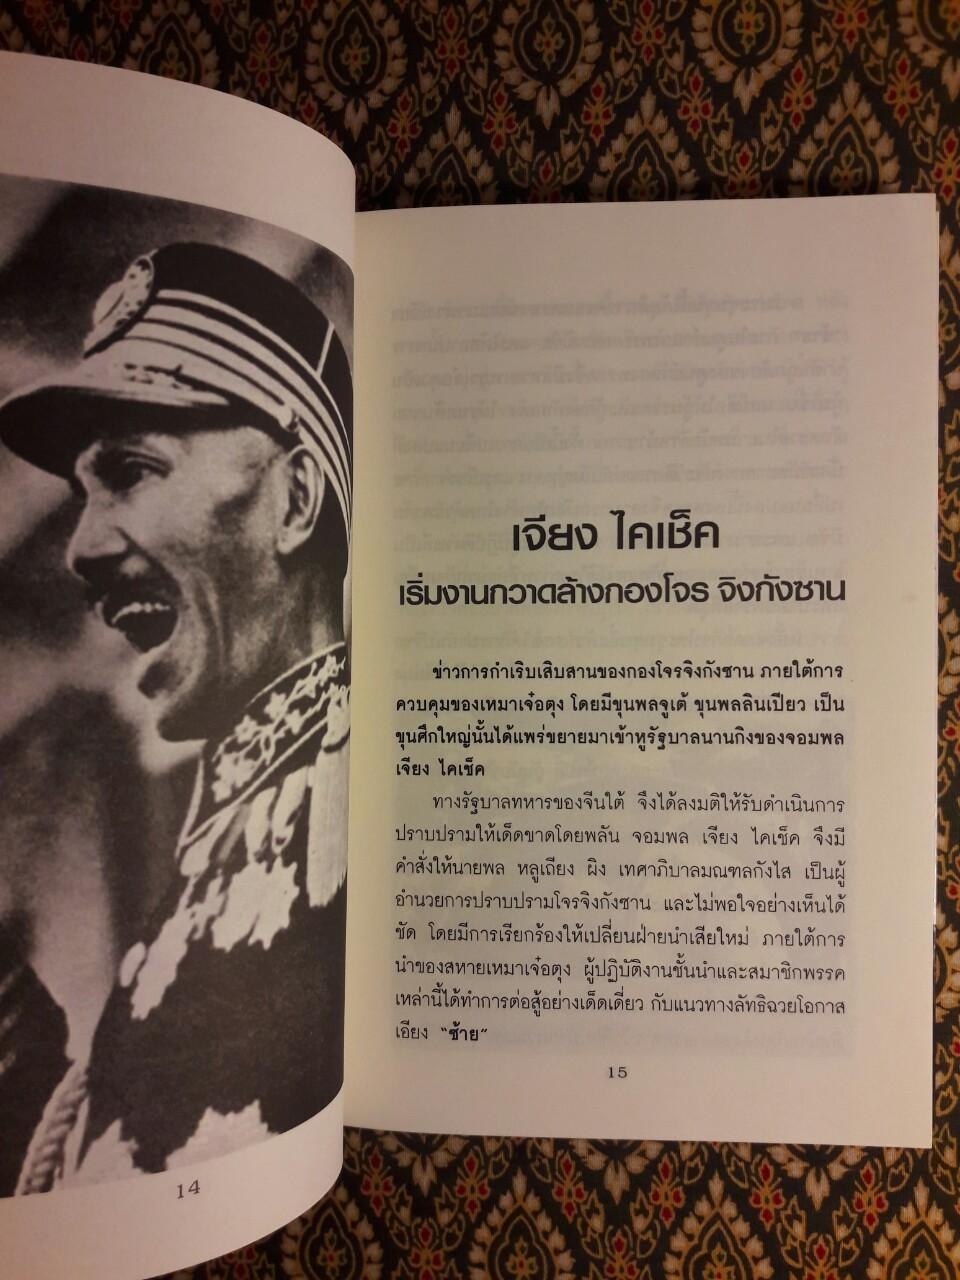 14
เจียง ไคเช็ค
เริ่มงานกวาดล้างกองโจร จิงกังซาน
ข่าวการกำเริบเสิบสานของกองโจรจิงกังซาน ภายใต้การ
ควบคุมของเหมาเจ๋อตุง โดยมีขุนพลจูเต้ ขุนพลลินเปียว เป็น
ขุนศึกใหญ่นั้นได้แพร่ขยายมาเข้าหูรัฐบาลนานกิงของจอมพล
เจียง ไคเช็ค
ทางรัฐบาลทหารของจีนใต้ จึงได้ลงมติให้รับดำเนินการ
ปราบปรามให้เด็ดขาดโดยพลัน จอมพล เจียง ไคเช็ค จึงมี
คำสั่งให้นายพล หลูเถียง ผิง เทศาภิบาลมณฑลกังไส เป็นผู้
อำนวยการปราบปรามโจรจิงกังซาน และไม่พอใจอย่างเห็นได้
ชัด โดยมีการเรียกร้องให้เปลี่ยนฝ่ายนำเสียใหม่ ภายใต้การ
นำของสหายเหมาเจ๋อตุง ผู้ปฏิบัติงานชั้นนำและสมาชิกพรรค
เหล่านี้ได้ทำการต่อสู้อย่างเด็ดเดี่ยว กับแนวทางลัทธิฉวยโอกาส
เอียง "ซ้าย"
15